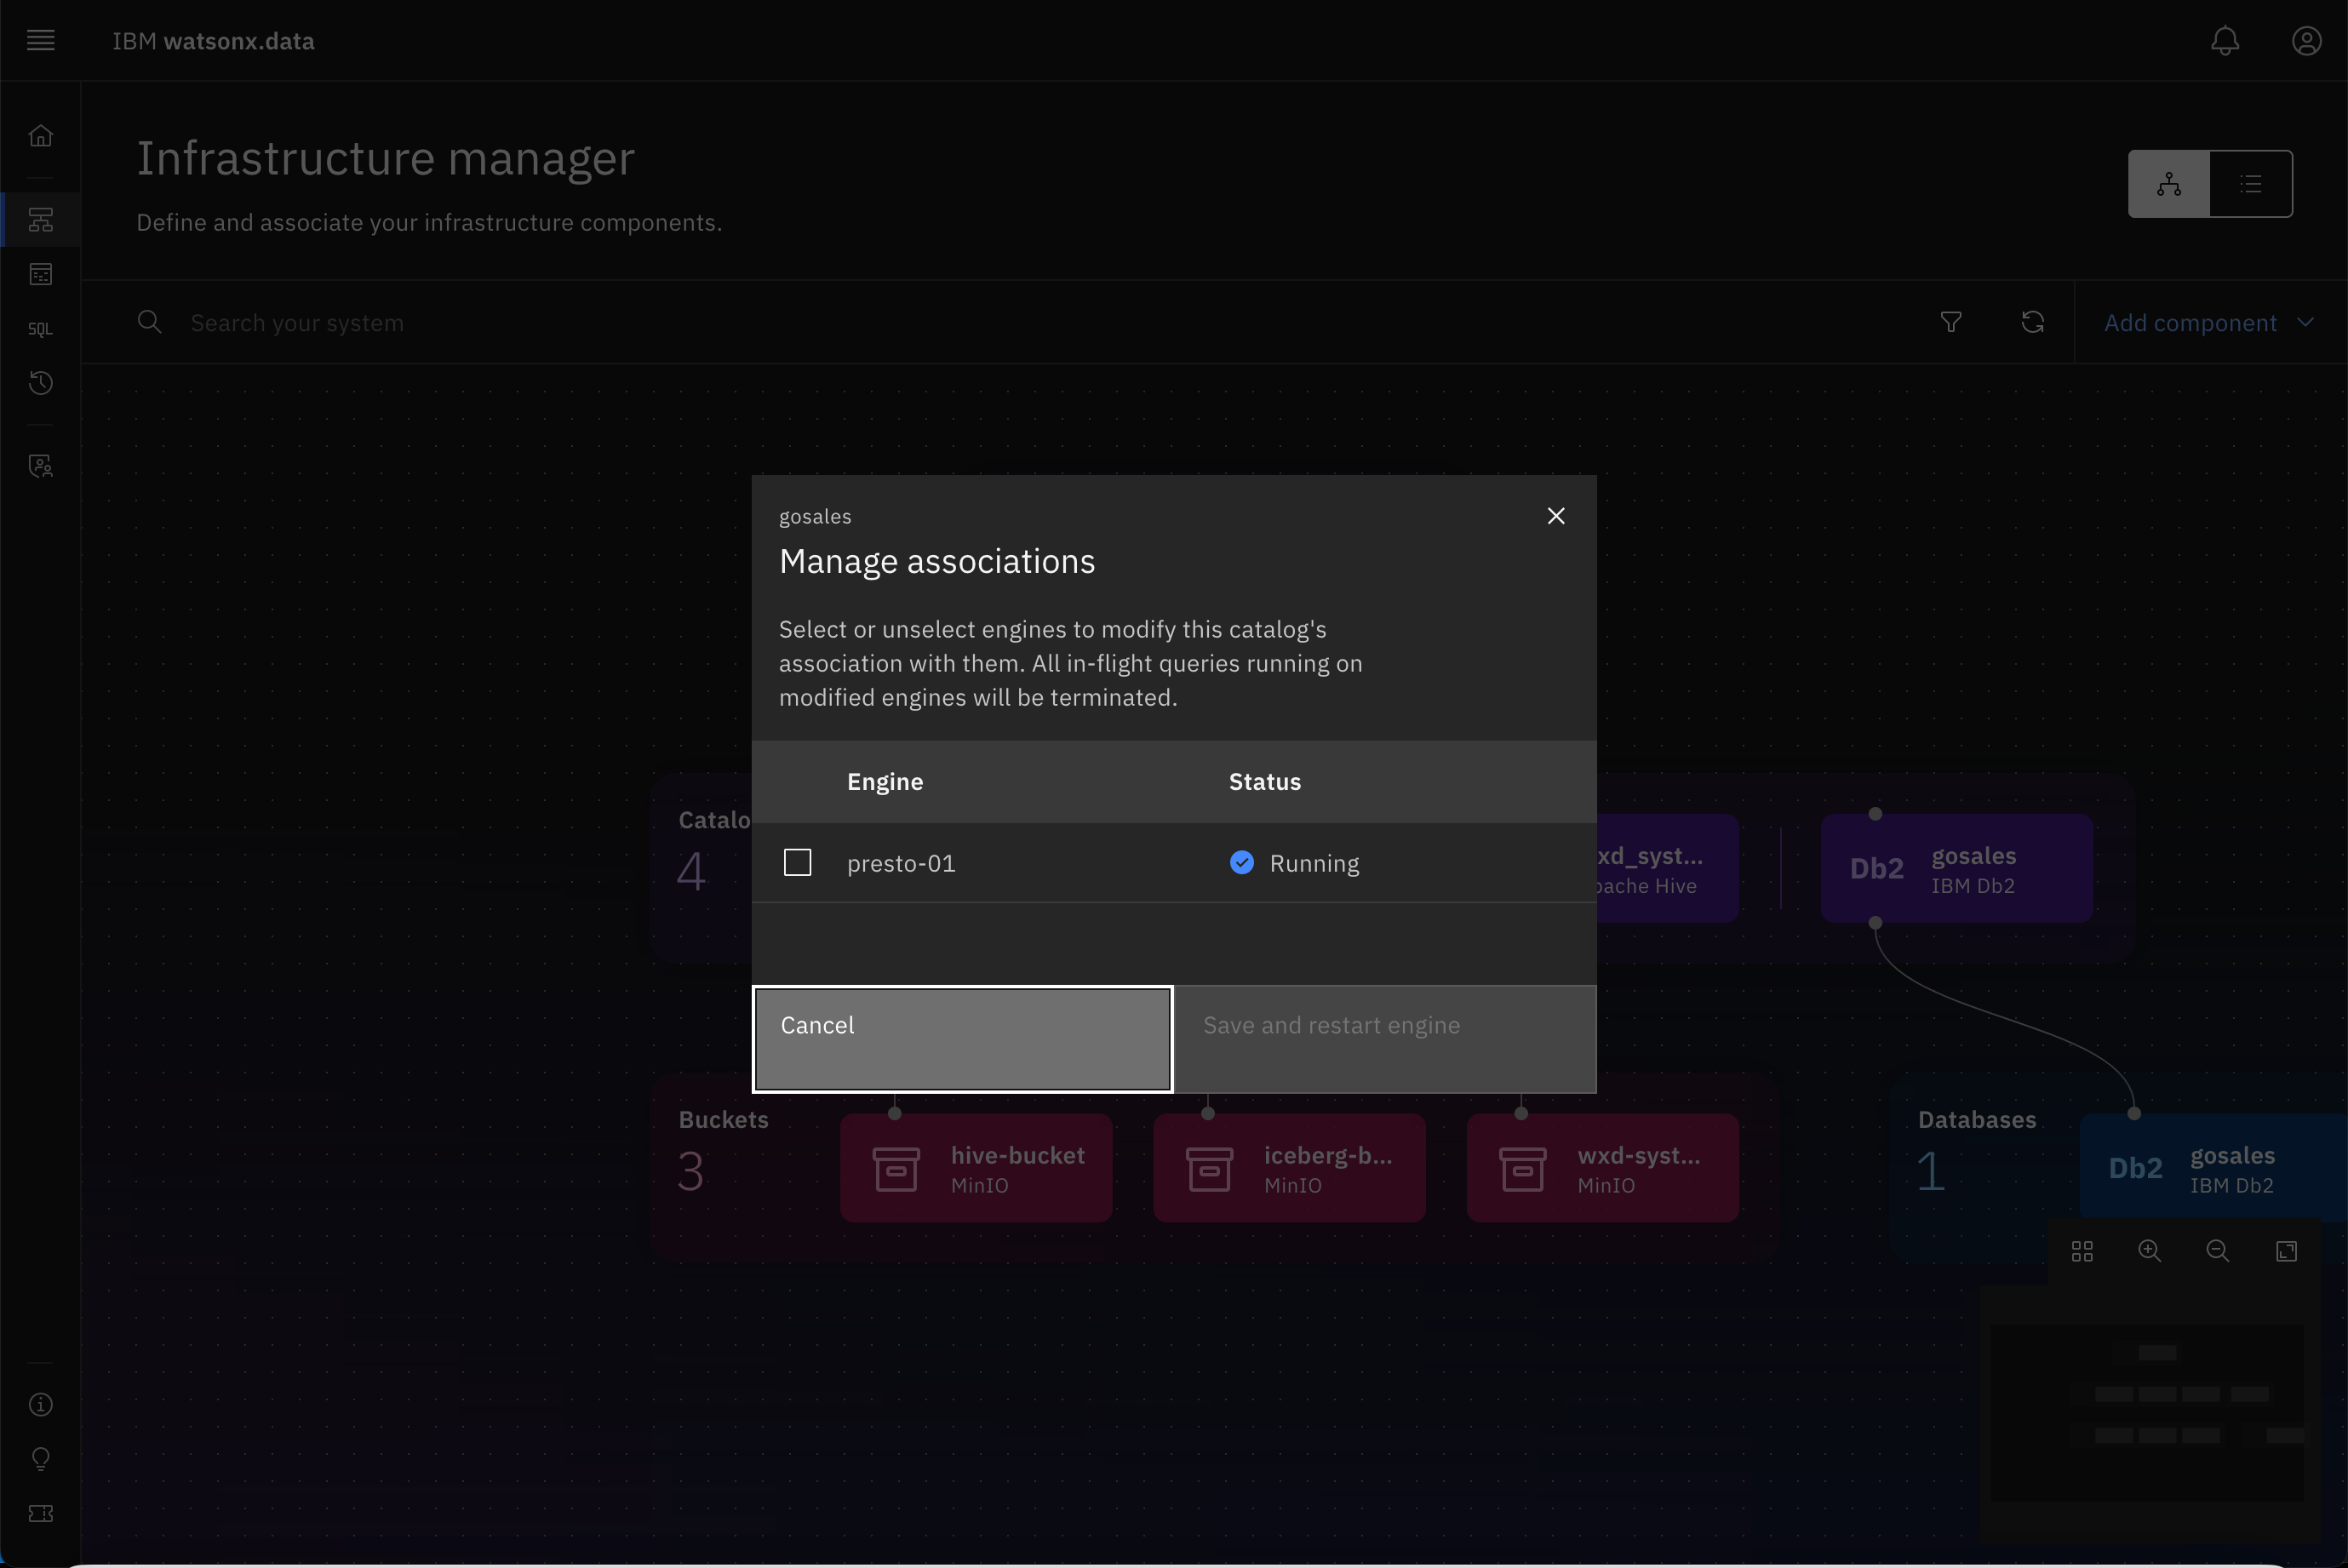 IBM watsonx.data
Infrastructure manager
Define and associate your infrastructure components.
SQL
Search your system
Add component
gosales
Manage associations
Select or unselect engines to modify this catalog's
association with them. All in-flight queries running on
modified engines will be terminated.
Engine Status
presto-01 Running
Cancel
Save and restart engine
Catalo
4
xd_syst...
pache Hive
Db2
gosales
IBM Db2
Buckets
3
hive-bucket
MinIO
iceberg-b...
MinIO
wxd-syst...
MinIO
Databases
1
Db2
gosales
IBM Db2